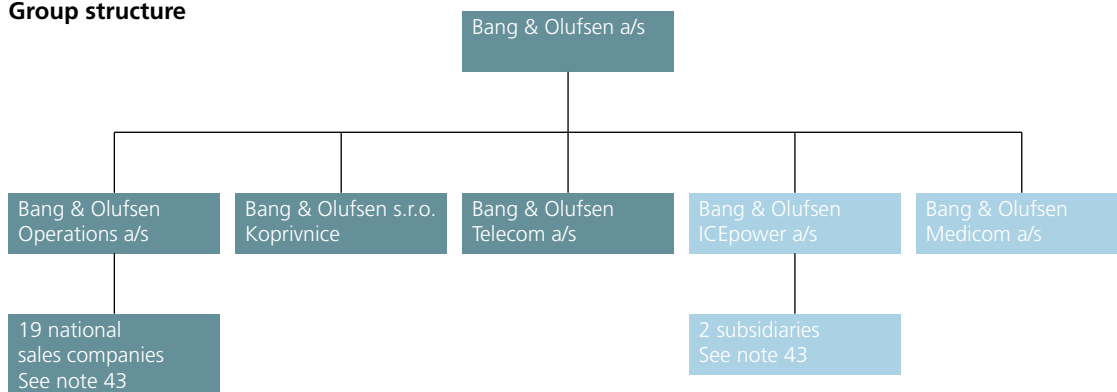 Group structure
Bang & Olufsen a/s
Bang & Olufsen
Operations a/s
Bang & Olufsen s.r.o.
Koprivnice
Bang & Olufsen
Telecom a/s
Bang & Olufsen
ICEpower a/s
Bang & Olufsen
Medicom a/s
19 national
sales companies
See note 43
2 subsidiaries
See note 43